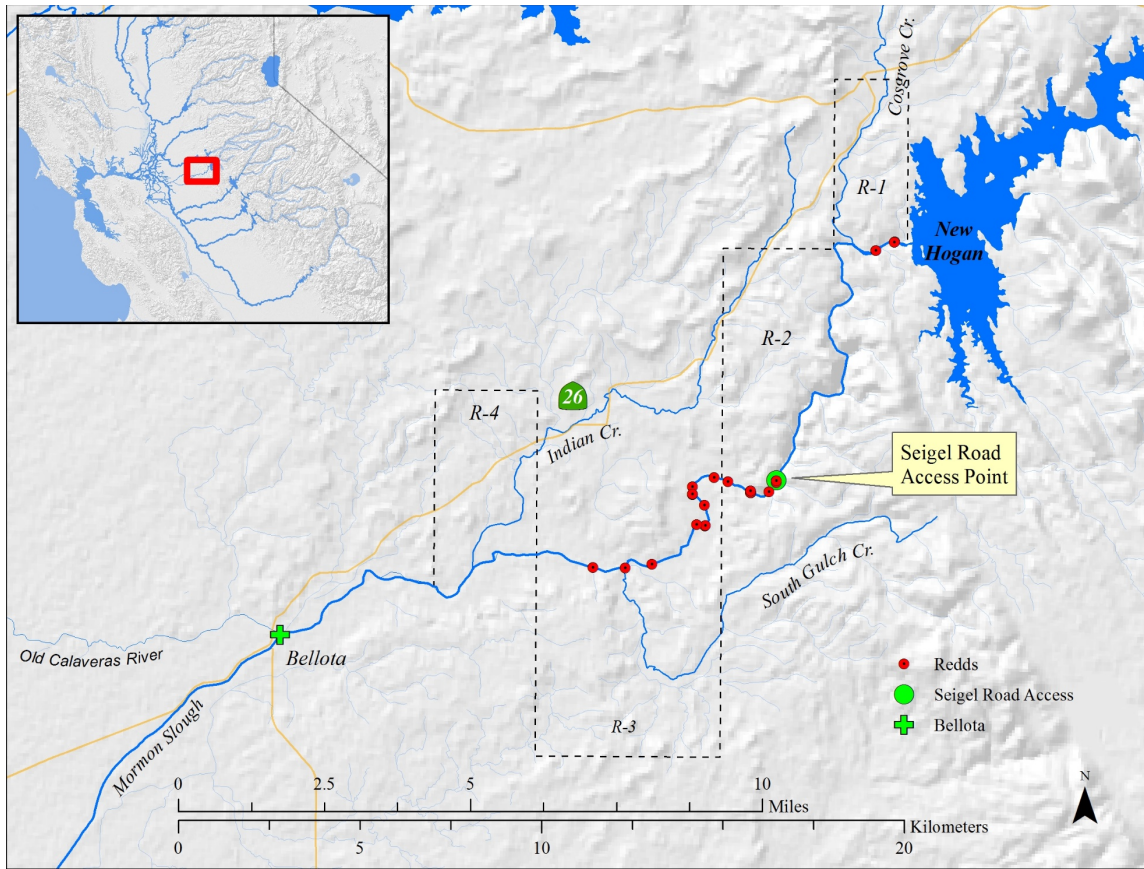 Cosgrove Cr.
R-1
New
Hogan
R-2
26
R-4
Indian Cr.
Seigel Road
Access Point
South Gulch Cr.
Old Calaveras River
Bellota
Mormon Slough
R-3
Redds
Seigel Road Access
Bellota
N
0 2.5 5 10
Miles
Kilometers
0 5 10 20